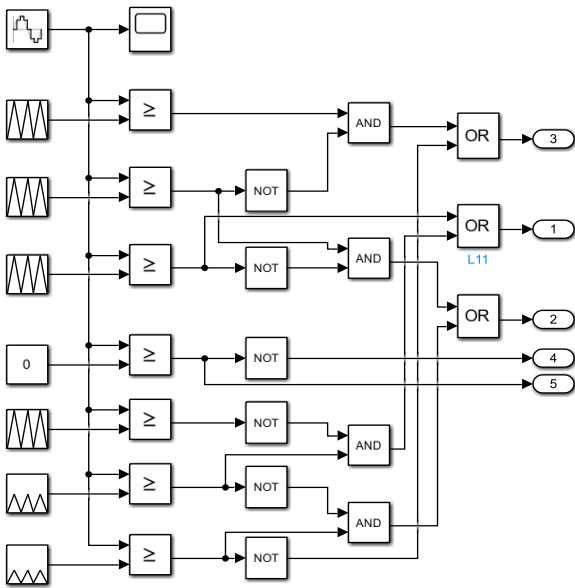 ≥
AND
OR
3
≥
NOT
OR
1
L11
≥
NOT
AND
OR
2
0
≥
NOT
4
5
≥
NOT
AND
≥
NOT
AND
≥
NOT